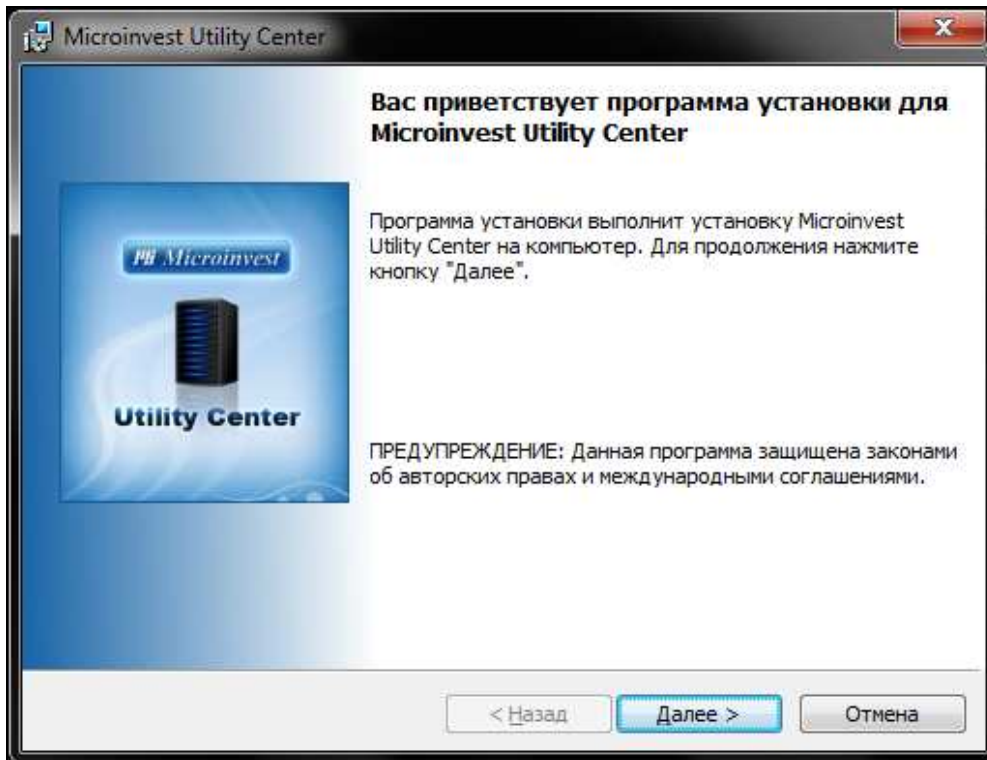 Microinvest Utility Center
Вас приветствует программа установки для
Microinvest Utility Center
Microinvest
Utility Center
Программа установки выполнит установку Microinvest
Utility Center на компьютер. Для продолжения нажмите
кнопку "Далее".
ПРЕДУПРЕЖДЕНИЕ: Данная программа защищена законами
об авторских правах и международными соглашениями.
< Назад
Далее >
Отмена